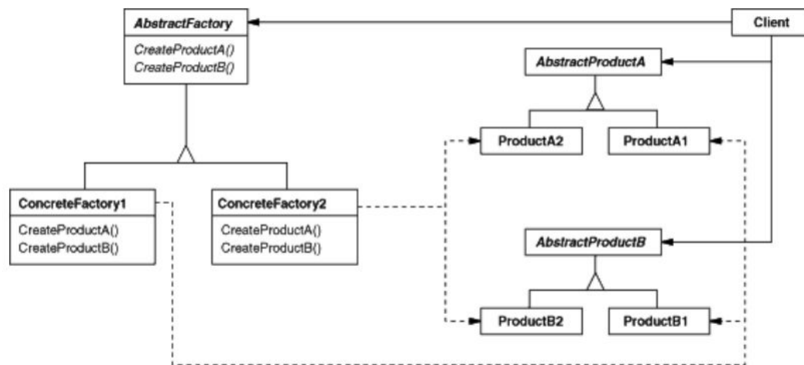 AbstractFactory
CreateProductA()
CreateProductB()
Client
AbstractProductA
ProductA2
ProductA1
ConcreteFactory1
CreateProductA()
CreateProductB()
ConcreteFactory2
CreateProductA()
CreateProductB()
AbstractProductB
ProductB2
ProductB1